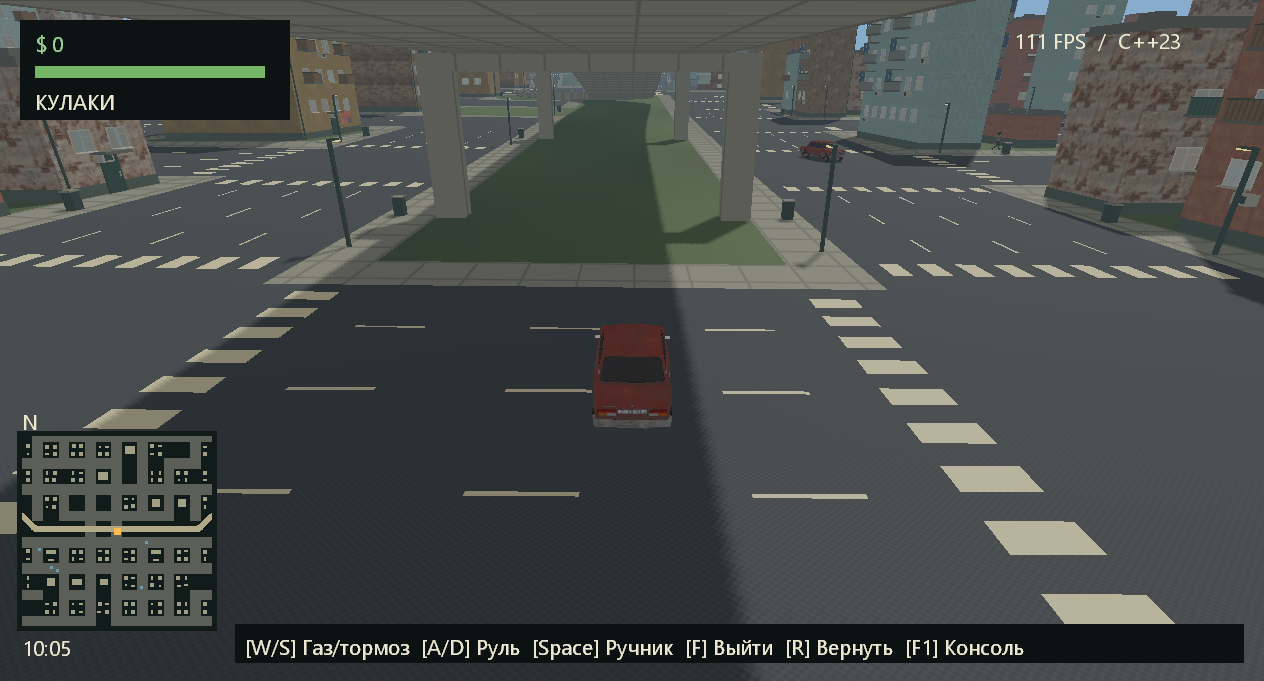 $ 0
КУЛАКИ
111 FPS / C++23
N
10:05
[W/S] Газ/тормоз [A/D] Руль [Space] Ручник [F] Выйти [R] Вернуть [F1] Консоль